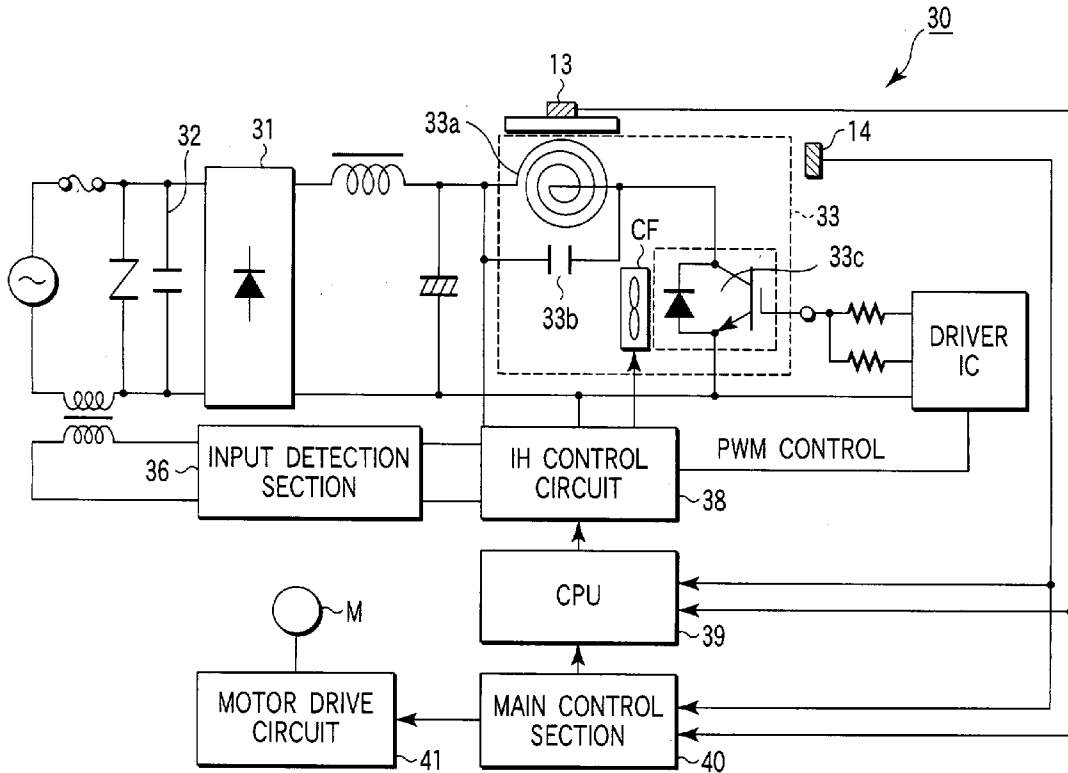 30
13
33a
14
31
32
33
CF
33c
33b
DRIVER
IC
INPUT DETECTION
SECTION
36
IH CONTROL
CIRCUIT
38
PWM CONTROL
CPU
39
M
MOTOR DRIVE
CIRCUIT
41
MAIN CONTROL
SECTION
40